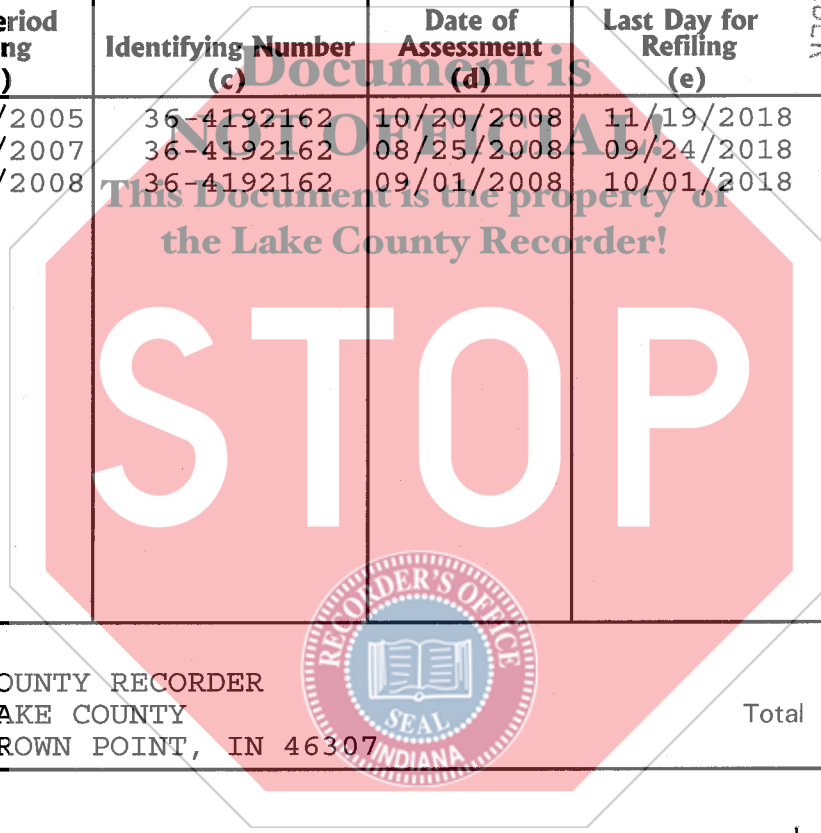 eriod Date of Last Day for
ng Identifying Number Assessment Refiling
) (c) (d) (e)
Document is
/2005 36-4192162 10/20/2008 11/19/2018
NOT OFFICIAL!
/2007 36-4192162 08/25/2008 09/24/2018
/2008 36-4192162 09/01/2008 10/01/2018
This Document is the property of
the Lake County Recorder!
STOP
RECORDER'S OFFICE
SEAL
INDIANA
OUNTY RECORDER
AKE COUNTY Total
ROWN POINT, IN 46307